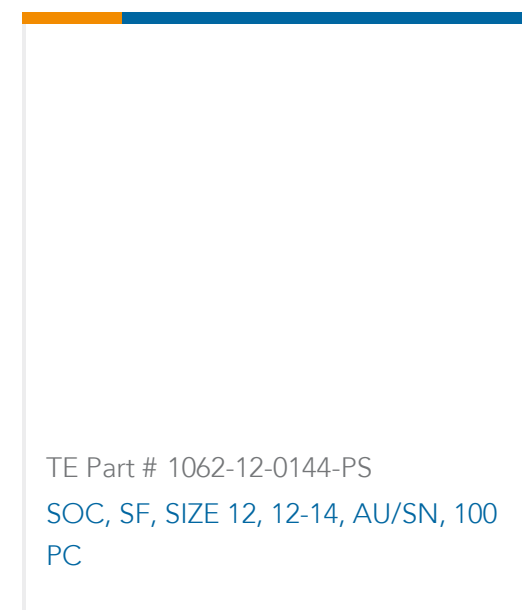 TE Part # 1062-12-0144-PS
SOC, SF, SIZE 12, 12-14, AU/SN, 100
PC